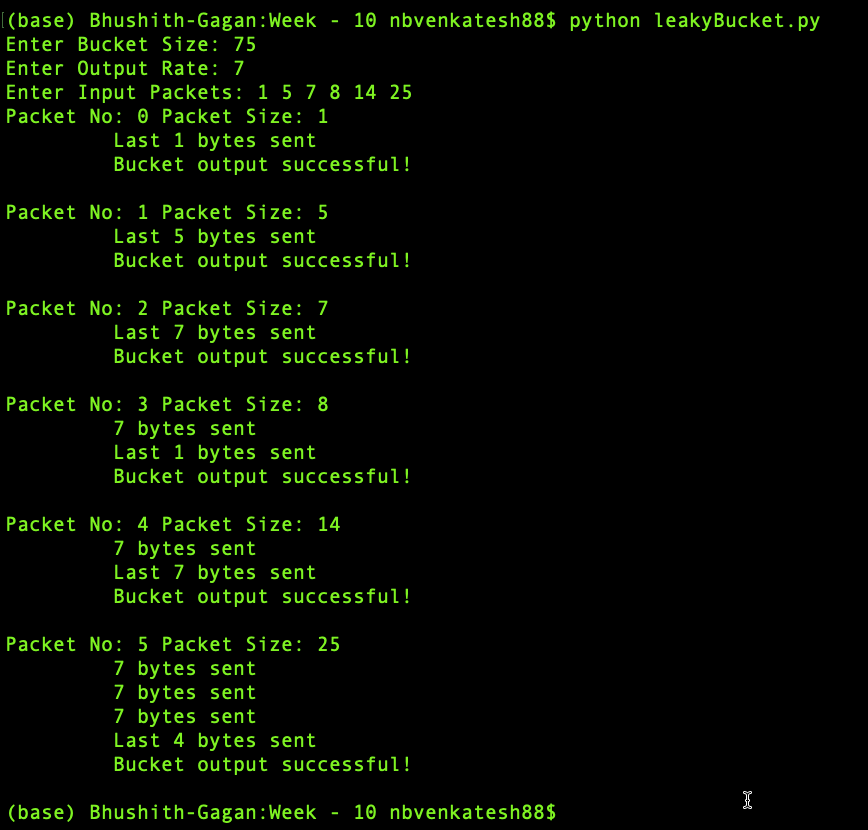 (base) Bhushith-Gagan:Week - 10 nbvenkatesh88$ python leakyBucket.py
Enter Bucket Size: 75
Enter Output Rate: 7
Enter Input Packets: 1 5 7 8 14 25
Packet No: 0 Packet Size: 1
Last 1 bytes sent
Bucket output successful!
Packet No: 1 Packet Size: 5
Last 5 bytes sent
Bucket output successful!
Packet No: 2 Packet Size: 7
Last 7 bytes sent
Bucket output successful!
Packet No: 3 Packet Size: 8
7 bytes sent
Last 1 bytes sent
Bucket output successful!
Packet No: 4 Packet Size: 14
7 bytes sent
Last 7 bytes sent
Bucket output successful!
Packet No: 5 Packet Size: 25
7 bytes sent
7 bytes sent
7 bytes sent
Last 4 bytes sent
Bucket output successful!
(base) Bhushith-Gagan:Week - 10 nbvenkatesh88$